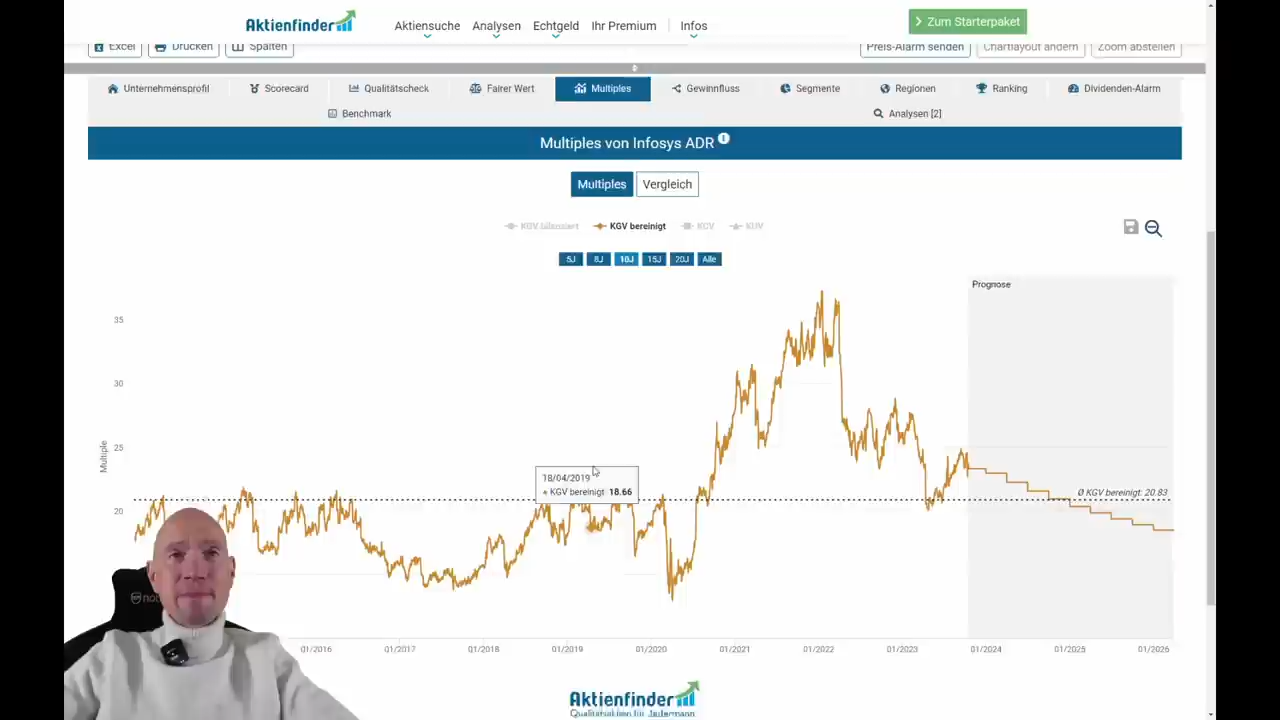 Aktienfinder
Aktiensuche Analysen Echtgeld Ihr Premium Infos
Zum Starterpaket
Excel Drucken Spalten Preis-Alarm senden Chartlayout ändern Zoom abstellen
Unternehmensprofil Scorecard Qualitätscheck Fairer Wert Multiples Gewinnfluss Segmente Regionen Ranking Dividenden-Alarm
Benchmark Analysen [2]
Multiples von Infosys ADR
Multiples Vergleich
KGV bilanziert KGV bereinigt KCV KUV
5J 8J 10J 15J 20J Alle
Prognose
35
30
25
20
Multiple
18/04/2019
KGV bereinigt 18.66
Ø KGV bereinigt: 20.83
01/2016 01/2017 01/2018 01/2019 01/2020 01/2021 01/2022 01/2023 01/2024 01/2025 01/2026
Aktienfinder
Qualitätsaktien für Jedermann